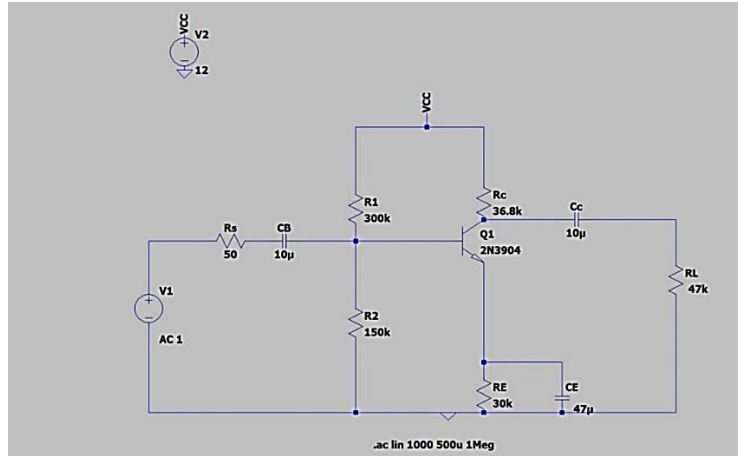 VCC
V2
12
VCC
R1
300k
Rc
36.8k
Cc
10µ
Rs
50
CB
10µ
Q1
2N3904
RL
47k
V1
AC 1
R2
150k
RE
30k
CE
47µ
.ac lin 1000 500u 1Meg